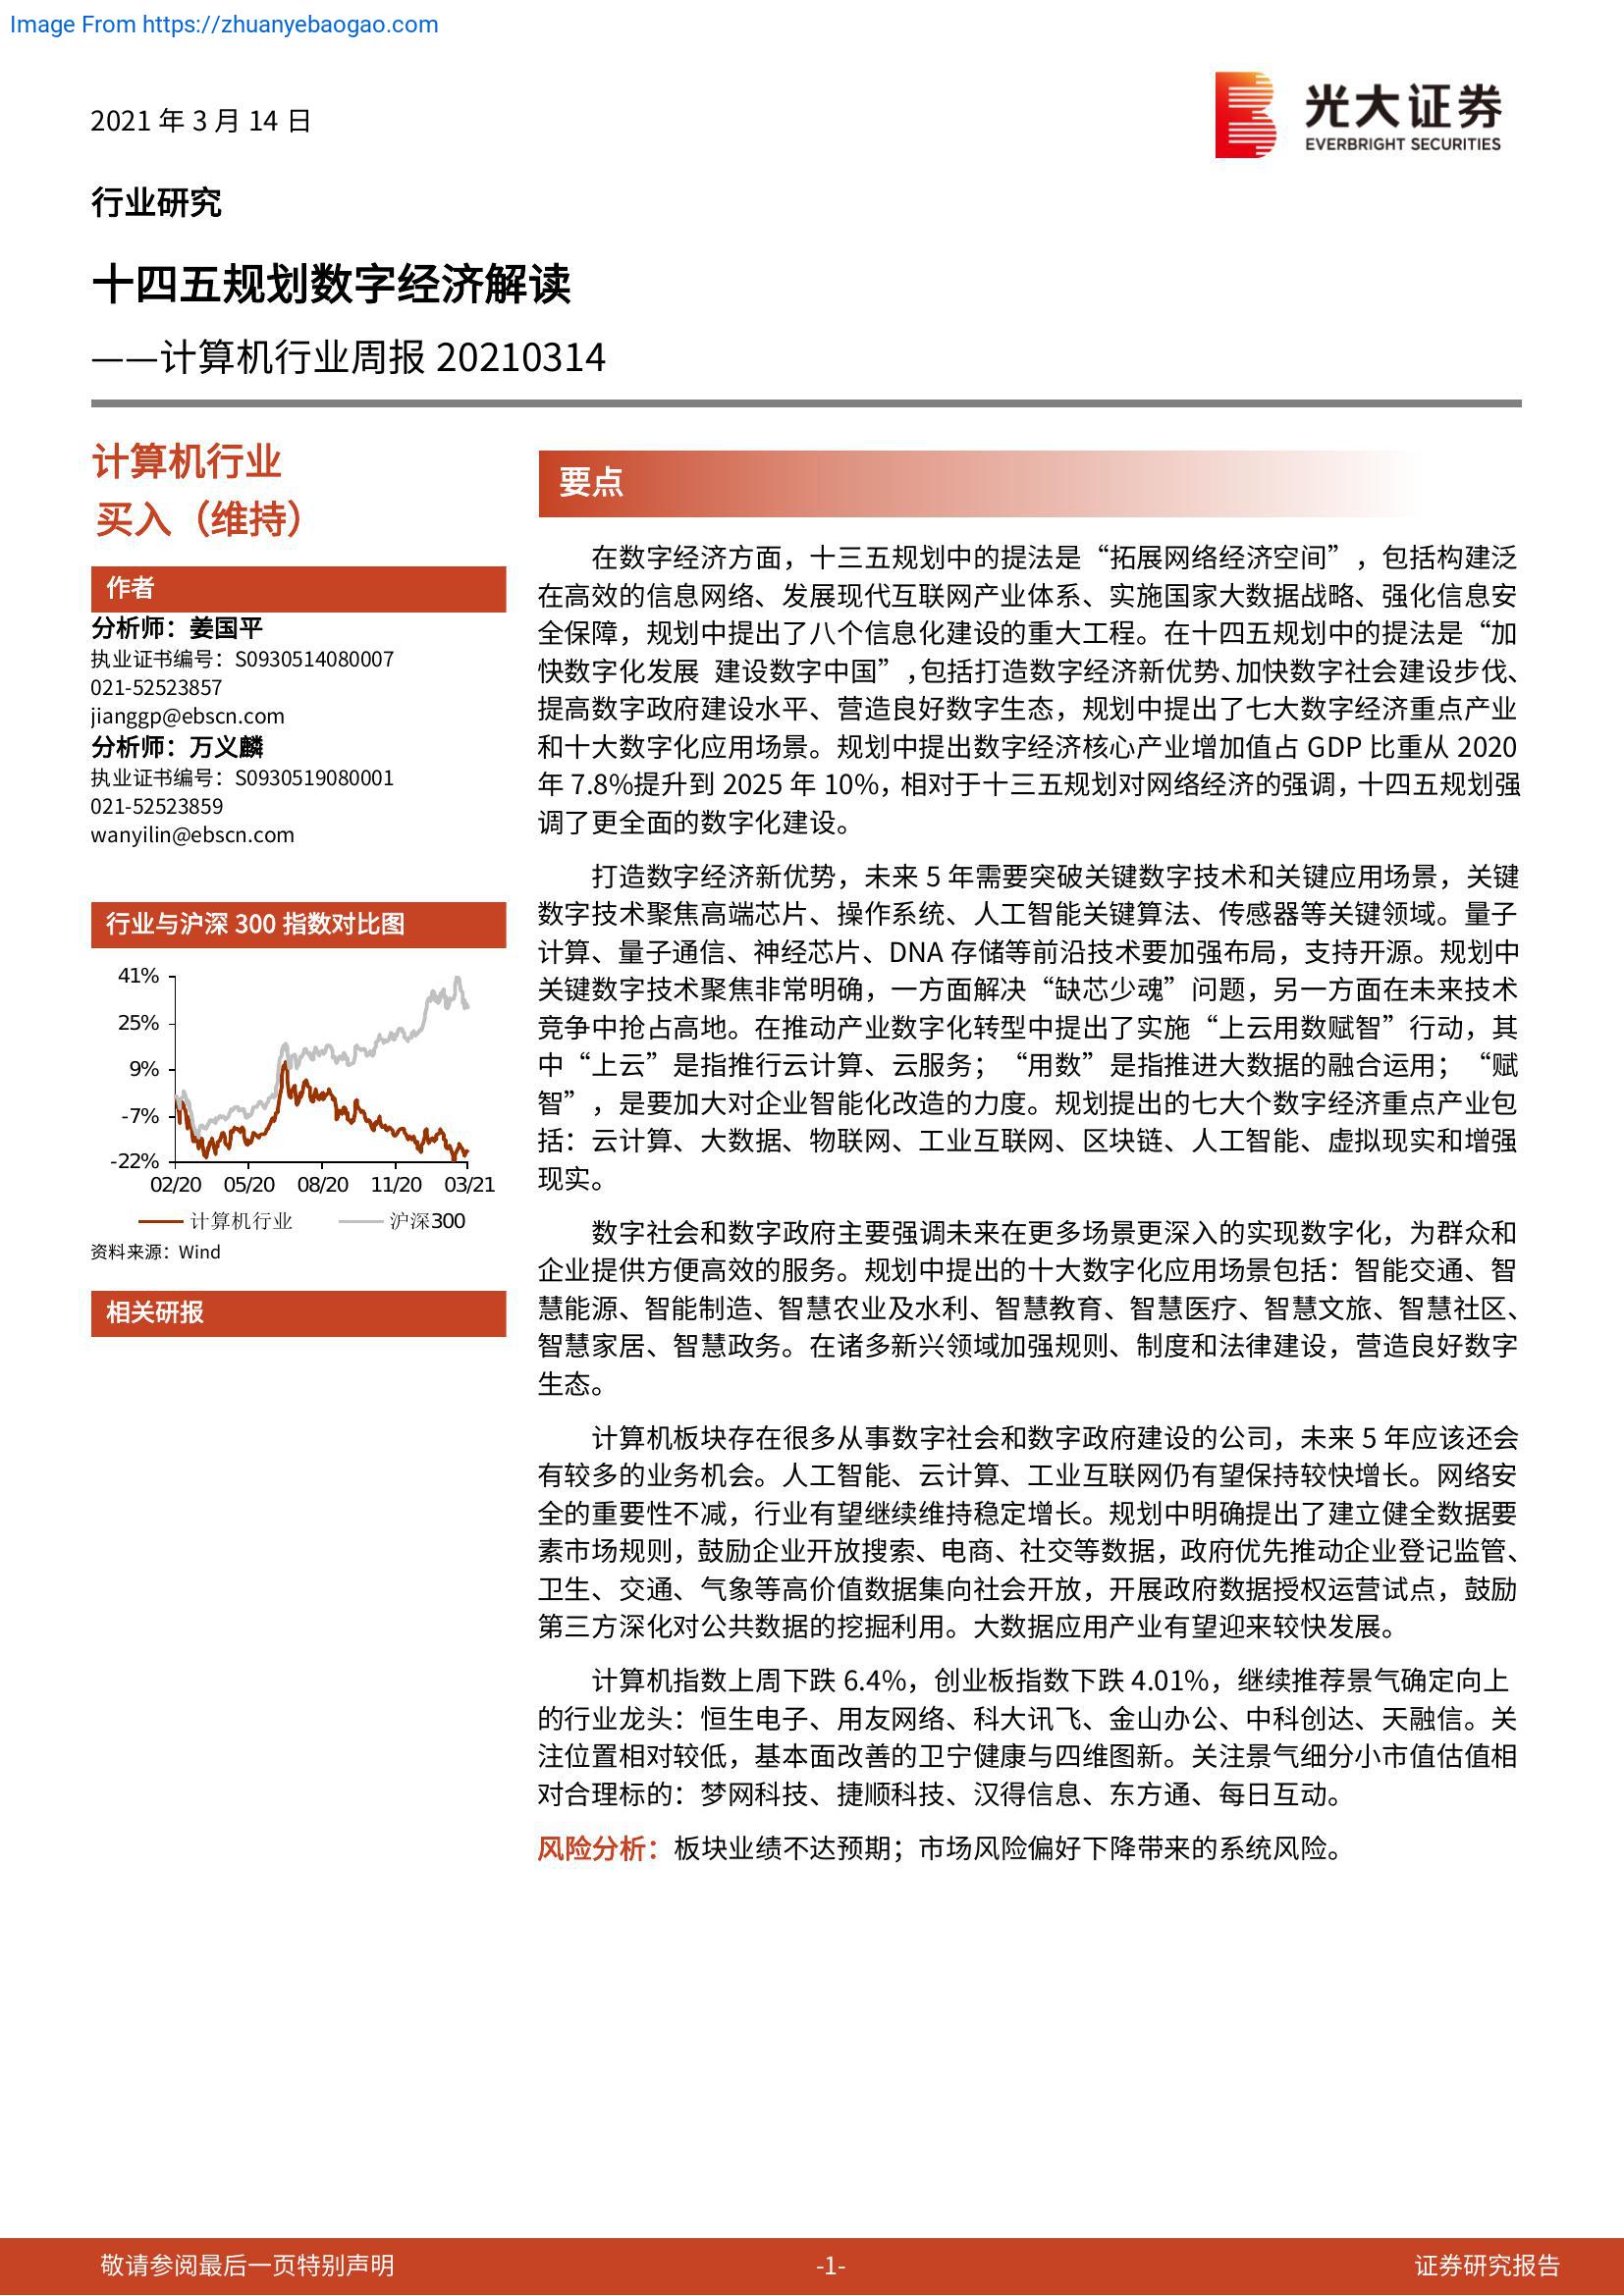 Image From https://zhuanyebaogao.com
2021 年 3 月 14 日
光大证券
EVERBRIGHT SECURITIES
行业研究
十四五规划数字经济解读
——计算机行业周报 20210314
计算机行业
买入（维持）
作者
分析师：姜国平
执业证书编号：S0930514080007
021-52523857
jianggp@ebscn.com
分析师：万义麟
执业证书编号：S0930519080001
021-52523859
wanyilin@ebscn.com
行业与沪深 300 指数对比图
41%
25%
9%
-7%
-22%
02/20 05/20 08/20 11/20 03/21
计算机行业 沪深300
资料来源：Wind
相关研报
要点
在数字经济方面，十三五规划中的提法是“拓展网络经济空间”，包括构建泛
在高效的信息网络、发展现代互联网产业体系、实施国家大数据战略、强化信息安
全保障，规划中提出了八个信息化建设的重大工程。在十四五规划中的提法是“加
快数字化发展 建设数字中国”，包括打造数字经济新优势、加快数字社会建设步伐、
提高数字政府建设水平、营造良好数字生态，规划中提出了七大数字经济重点产业
和十大数字化应用场景。规划中提出数字经济核心产业增加值占 GDP 比重从 2020
年 7.8%提升到 2025 年 10%，相对于十三五规划对网络经济的强调，十四五规划强
调了更全面的数字化建设。
打造数字经济新优势，未来 5 年需要突破关键数字技术和关键应用场景，关键
数字技术聚焦高端芯片、操作系统、人工智能关键算法、传感器等关键领域。量子
计算、量子通信、神经芯片、DNA 存储等前沿技术要加强布局，支持开源。规划中
关键数字技术聚焦非常明确，一方面解决“缺芯少魂”问题，另一方面在未来技术
竞争中抢占高地。在推动产业数字化转型中提出了实施“上云用数赋智”行动，其
中“上云”是指推行云计算、云服务；“用数”是指推进大数据的融合运用；“赋
智”，是要加大对企业智能化改造的力度。规划提出的七大个数字经济重点产业包
括：云计算、大数据、物联网、工业互联网、区块链、人工智能、虚拟现实和增强
现实。
数字社会和数字政府主要强调未来在更多场景更深入的实现数字化，为群众和
企业提供方便高效的服务。规划中提出的十大数字化应用场景包括：智能交通、智
慧能源、智能制造、智慧农业及水利、智慧教育、智慧医疗、智慧文旅、智慧社区、
智慧家居、智慧政务。在诸多新兴领域加强规则、制度和法律建设，营造良好数字
生态。
计算机板块存在很多从事数字社会和数字政府建设的公司，未来 5 年应该还会
有较多的业务机会。人工智能、云计算、工业互联网仍有望保持较快增长。网络安
全的重要性不减，行业有望继续维持稳定增长。规划中明确提出了建立健全数据要
素市场规则，鼓励企业开放搜索、电商、社交等数据，政府优先推动企业登记监管、
卫生、交通、气象等高价值数据集向社会开放，开展政府数据授权运营试点，鼓励
第三方深化对公共数据的挖掘利用。大数据应用产业有望迎来较快发展。
计算机指数上周下跌 6.4%，创业板指数下跌 4.01%，继续推荐景气确定向上
的行业龙头：恒生电子、用友网络、科大讯飞、金山办公、中科创达、天融信。关
注位置相对较低，基本面改善的卫宁健康与四维图新。关注景气细分小市值估值相
对合理标的：梦网科技、捷顺科技、汉得信息、东方通、每日互动。
风险分析：板块业绩不达预期；市场风险偏好下降带来的系统风险。
敬请参阅最后一页特别声明 -1- 证券研究报告